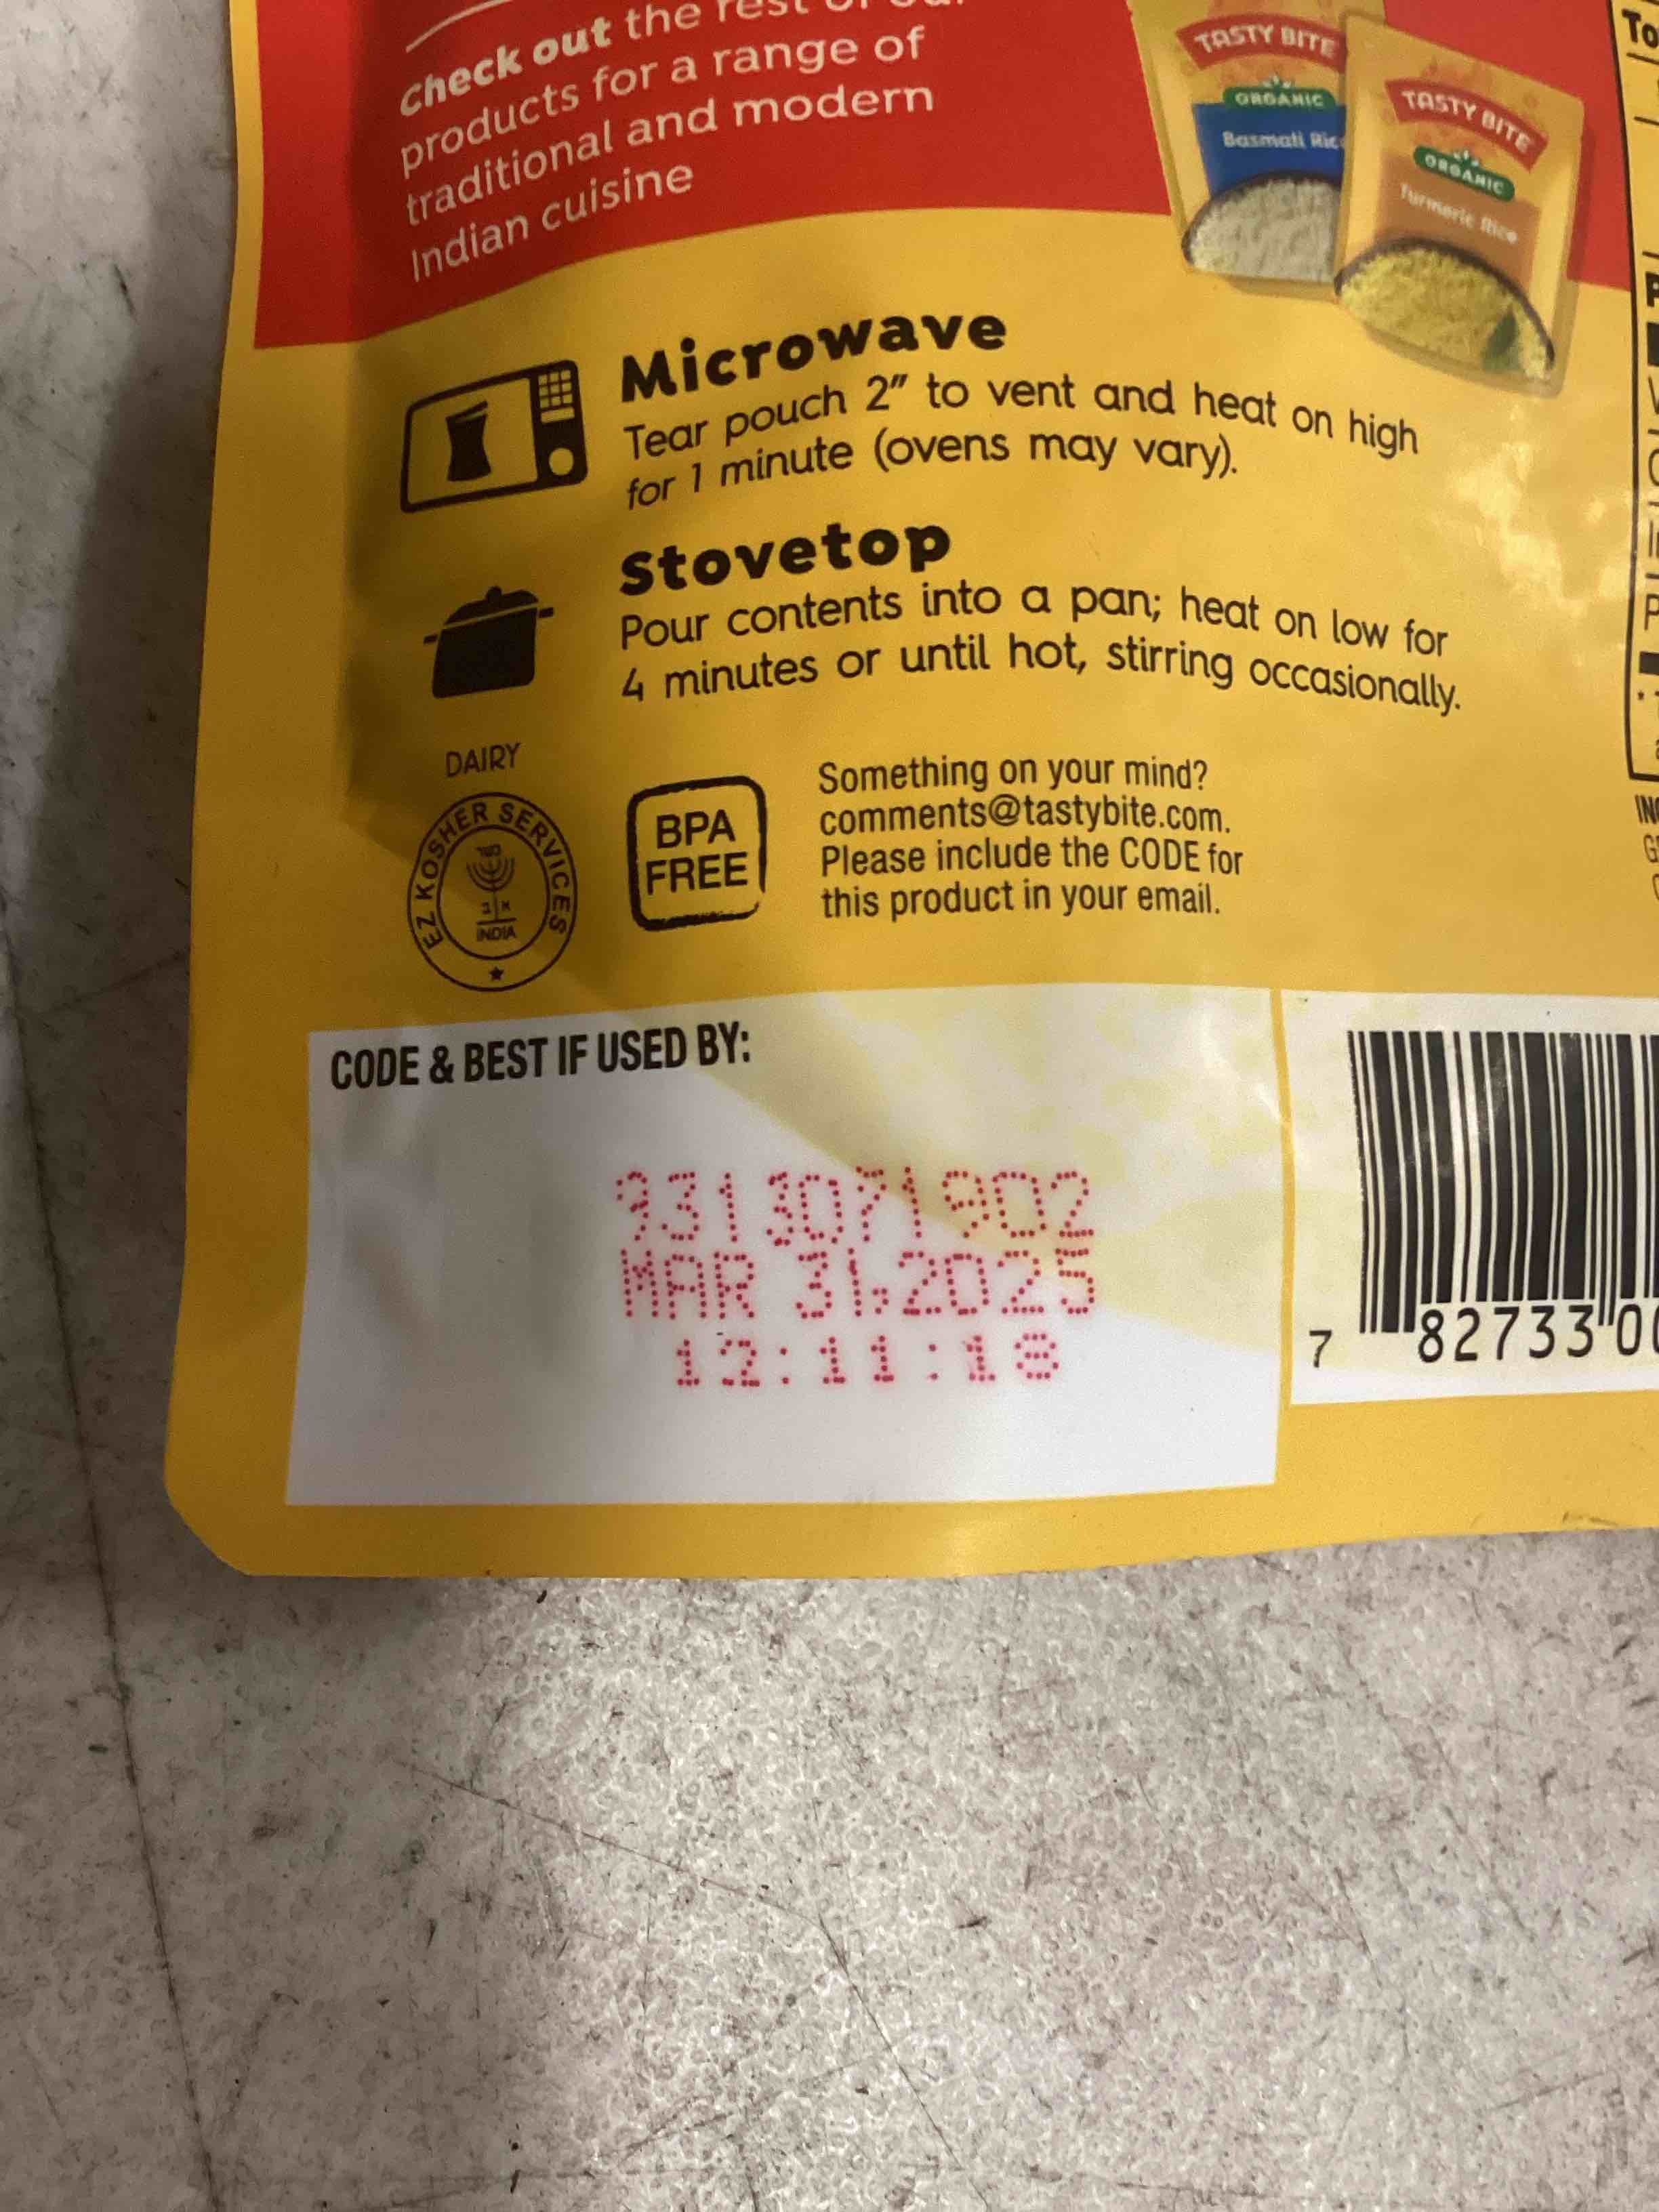 Check out the rest of our
products for a range of
traditional and modern
Indian cuisine
TASTY BITE
ORGANIC
Basmati Rice
TASTY BITE
ORGANIC
Turmeric Rice
Microwave
Tear pouch 2″ to vent and heat on high
for 1 minute (ovens may vary).
Stovetop
Pour contents into a pan; heat on low for
4 minutes or until hot, stirring occasionally.
DAIRY
EZ KOSHER SERVICES
כשר
א ב
INDIA
BPA
FREE
Something on your mind?
comments@tastybite.com.
Please include the CODE for
this product in your email.
CODE & BEST IF USED BY:
9313071902
MAR 31,2025
12:11:18
7 82733 0